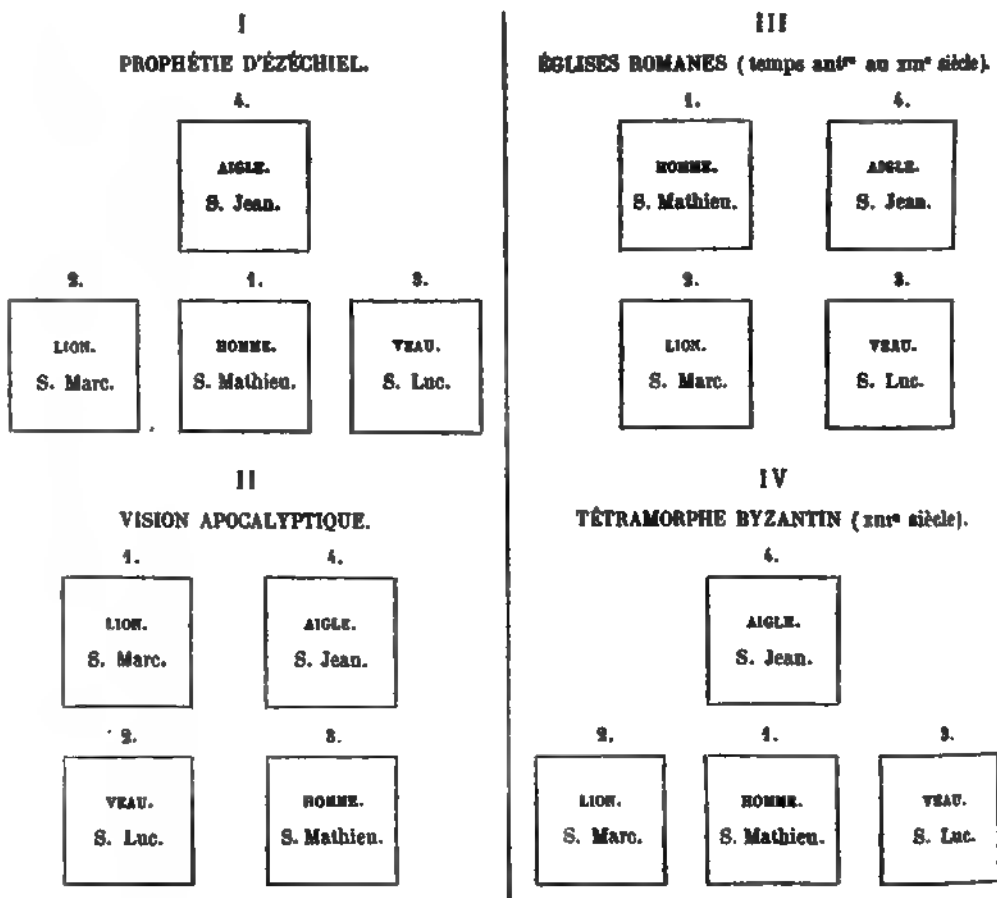 I
PROPHÉTIE D'ÉZÉCHIEL.
4.
AIGLE.
S. Jean.
2. 1. 3.
LION. HOMME. VEAU.
S. Marc. S. Mathieu. S. Luc.
II
VISION APOCALYPTIQUE.
1. 4.
LION. AIGLE.
S. Marc. S. Jean.
2. 3.
VEAU. HOMME.
S. Luc. S. Mathieu.
III
ÉGLISES ROMANES (temps antrs au XIIIe siècle).
1. 4.
HOMME. AIGLE.
S. Mathieu. S. Jean.
2. 3.
LION. VEAU.
S. Marc. S. Luc.
IV
TÉTRAMORPHE BYZANTIN (XIIIe siècle).
4.
AIGLE.
S. Jean.
2. 1. 3.
LION. HOMME. VEAU.
S. Marc. S. Mathieu. S. Luc.